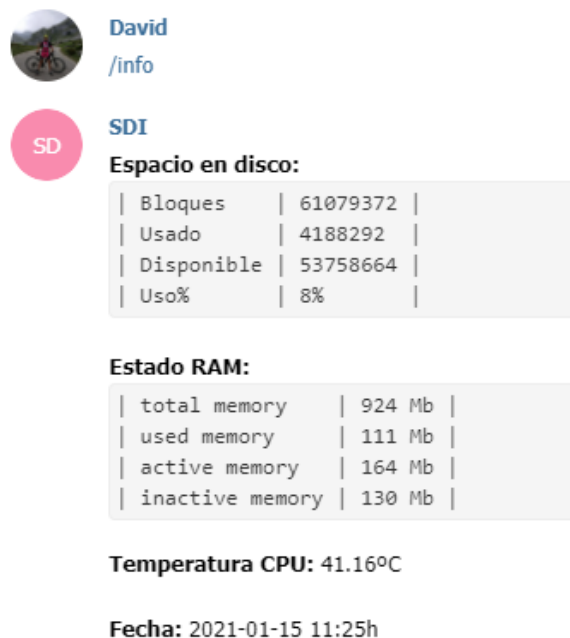 David
/info
SD
SDI
Espacio en disco:
| Bloques    | 61079372 |
| Usado      | 4188292  |
| Disponible | 53758664 |
| Uso%       | 8%       |
Estado RAM:
| total memory    | 924 Mb |
| used memory     | 111 Mb |
| active memory   | 164 Mb |
| inactive memory | 130 Mb |
Temperatura CPU: 41.16ºC
Fecha: 2021-01-15 11:25h